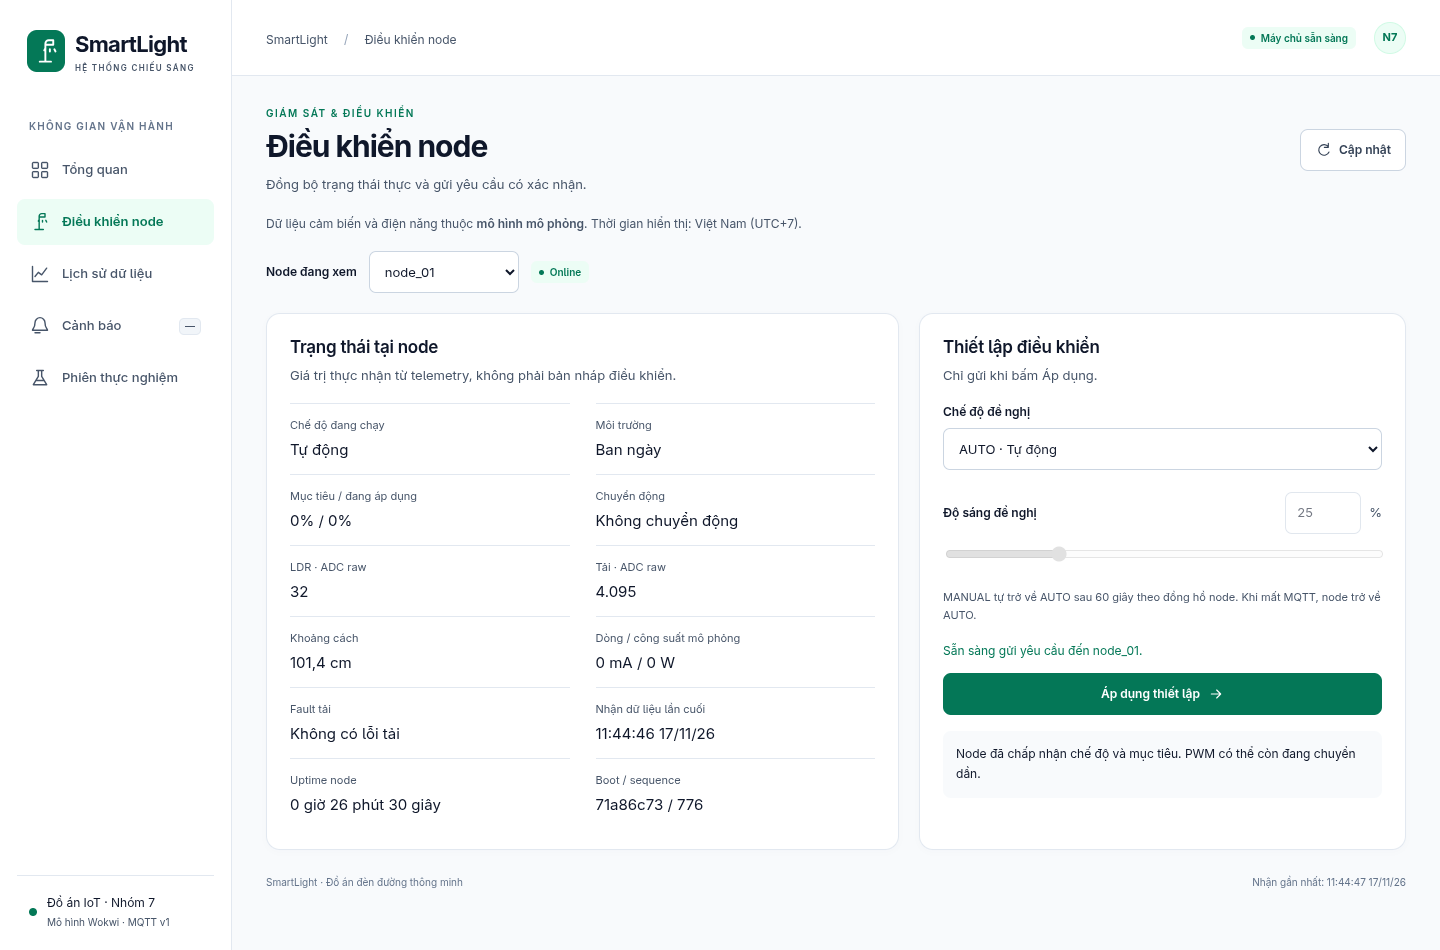 SmartLight
HỆ THỐNG CHIẾU SÁNG
KHÔNG GIAN VẬN HÀNH
Tổng quan
Điều khiển node
Lịch sử dữ liệu
Cảnh báo
—
Phiên thực nghiệm
Đồ án IoT · Nhóm 7
Mô hình Wokwi · MQTT v1
SmartLight / Điều khiển node
Máy chủ sẵn sàng
N7
GIÁM SÁT & ĐIỀU KHIỂN
Điều khiển node
Đồng bộ trạng thái thực và gửi yêu cầu có xác nhận.
Cập nhật
Dữ liệu cảm biến và điện năng thuộc mô hình mô phỏng. Thời gian hiển thị: Việt Nam (UTC+7).
Node đang xem
node_01
Online
Trạng thái tại node
Giá trị thực nhận từ telemetry, không phải bản nháp điều khiển.
Chế độ đang chạy
Tự động
Môi trường
Ban ngày
Mục tiêu / đang áp dụng
0% / 0%
Chuyển động
Không chuyển động
LDR · ADC raw
32
Tải · ADC raw
4.095
Khoảng cách
101,4 cm
Dòng / công suất mô phỏng
0 mA / 0 W
Fault tải
Không có lỗi tải
Nhận dữ liệu lần cuối
11:44:46 17/11/26
Uptime node
0 giờ 26 phút 30 giây
Boot / sequence
71a86c73 / 776
Thiết lập điều khiển
Chỉ gửi khi bấm Áp dụng.
Chế độ đề nghị
AUTO · Tự động
Độ sáng đề nghị
25
%
MANUAL tự trở về AUTO sau 60 giây theo đồng hồ node. Khi mất MQTT, node trở về
AUTO.
Sẵn sàng gửi yêu cầu đến node_01.
Áp dụng thiết lập →
Node đã chấp nhận chế độ và mục tiêu. PWM có thể còn đang chuyển
dần.
SmartLight · Đồ án đèn đường thông minh
Nhận gần nhất: 11:44:47 17/11/26